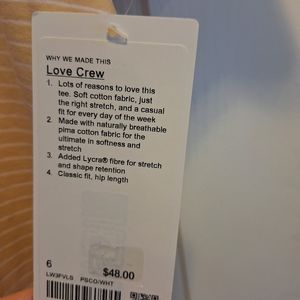 WHY WE MADE THIS
Love Crew
1. Lots of reasons to love this
tee. Soft cotton fabric, just
the right stretch, and a casual
fit for every day of the week
2. Made with naturally breathable
pima cotton fabric for the
ultimate in softness and
stretch
3. Added Lycra® fibre for stretch
and shape retention
4. Classic fit, hip length
6
$48.00
LW3FVLS PSCO/WHT